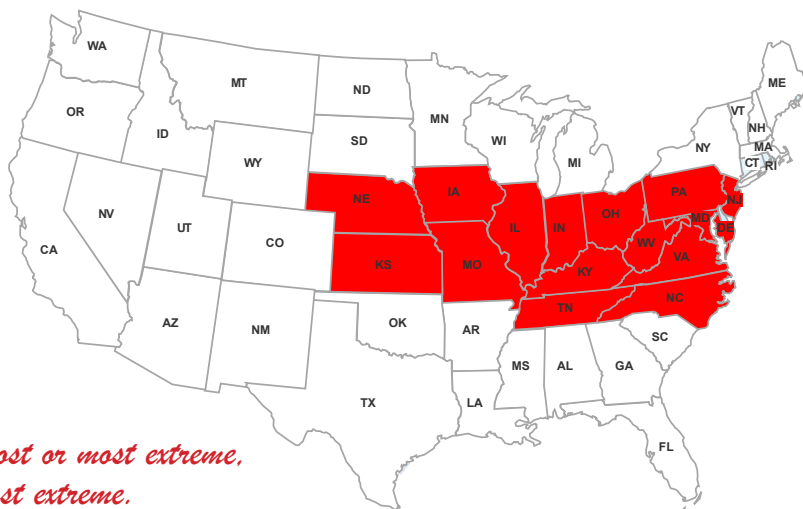 WA
MT
ND
MN
ME
OR
ID
SD
WI
MI
NY
VT
NH
MA
CT
RI
WY
NE
IA
PA
NJ
NV
UT
CO
IL
IN
OH
MD
DE
CA
KS
MO
WV
VA
KY
AZ
NM
OK
AR
TN
NC
SC
MS
AL
GA
TX
LA
FL
ost or most extreme,
st extreme.